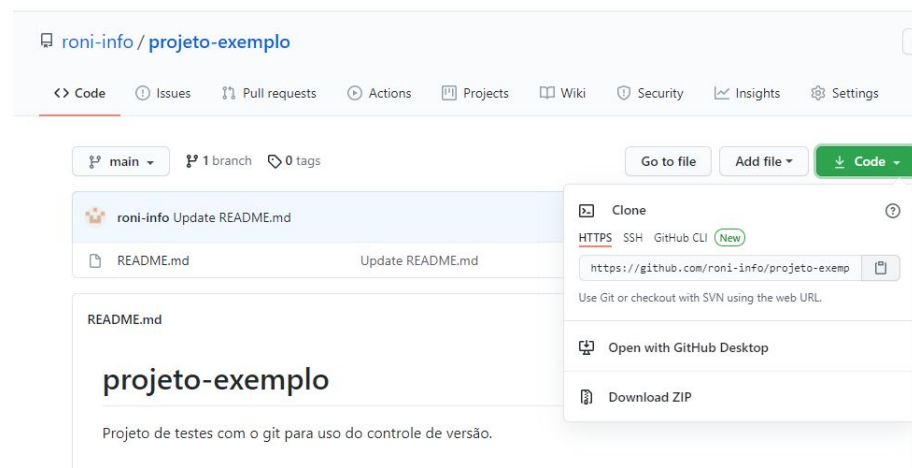 roni-info / projeto-exemplo
Code Issues Pull requests Actions Projects Wiki Security Insights Settings
main 1 branch 0 tags Go to file Add file Code
roni-info Update README.md
README.md Update README.md
Clone
HTTPS SSH GitHub CLI New
https://github.com/roni-info/projeto-exemp
Use Git or checkout with SVN using the web URL.
Open with GitHub Desktop
Download ZIP
README.md
projeto-exemplo
Projeto de testes com o git para uso do controle de versão.